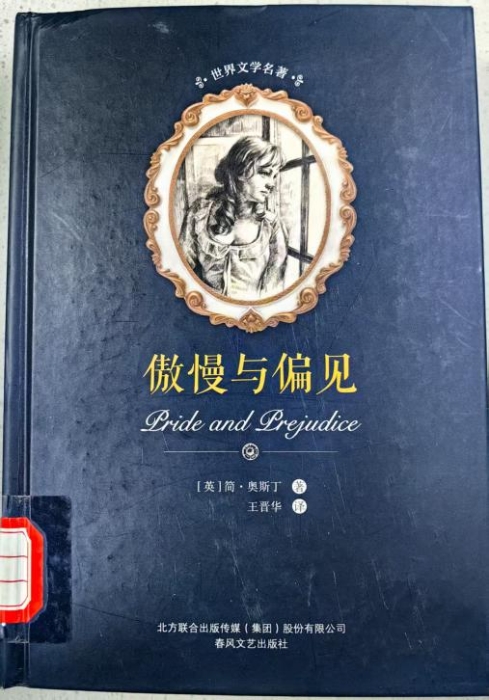 世界文学名著
傲慢与偏见
Pride and Prejudice
[英]简·奥斯丁 著
王晋华 译
北方联合出版传媒(集团)股份有限公司
春风文艺出版社